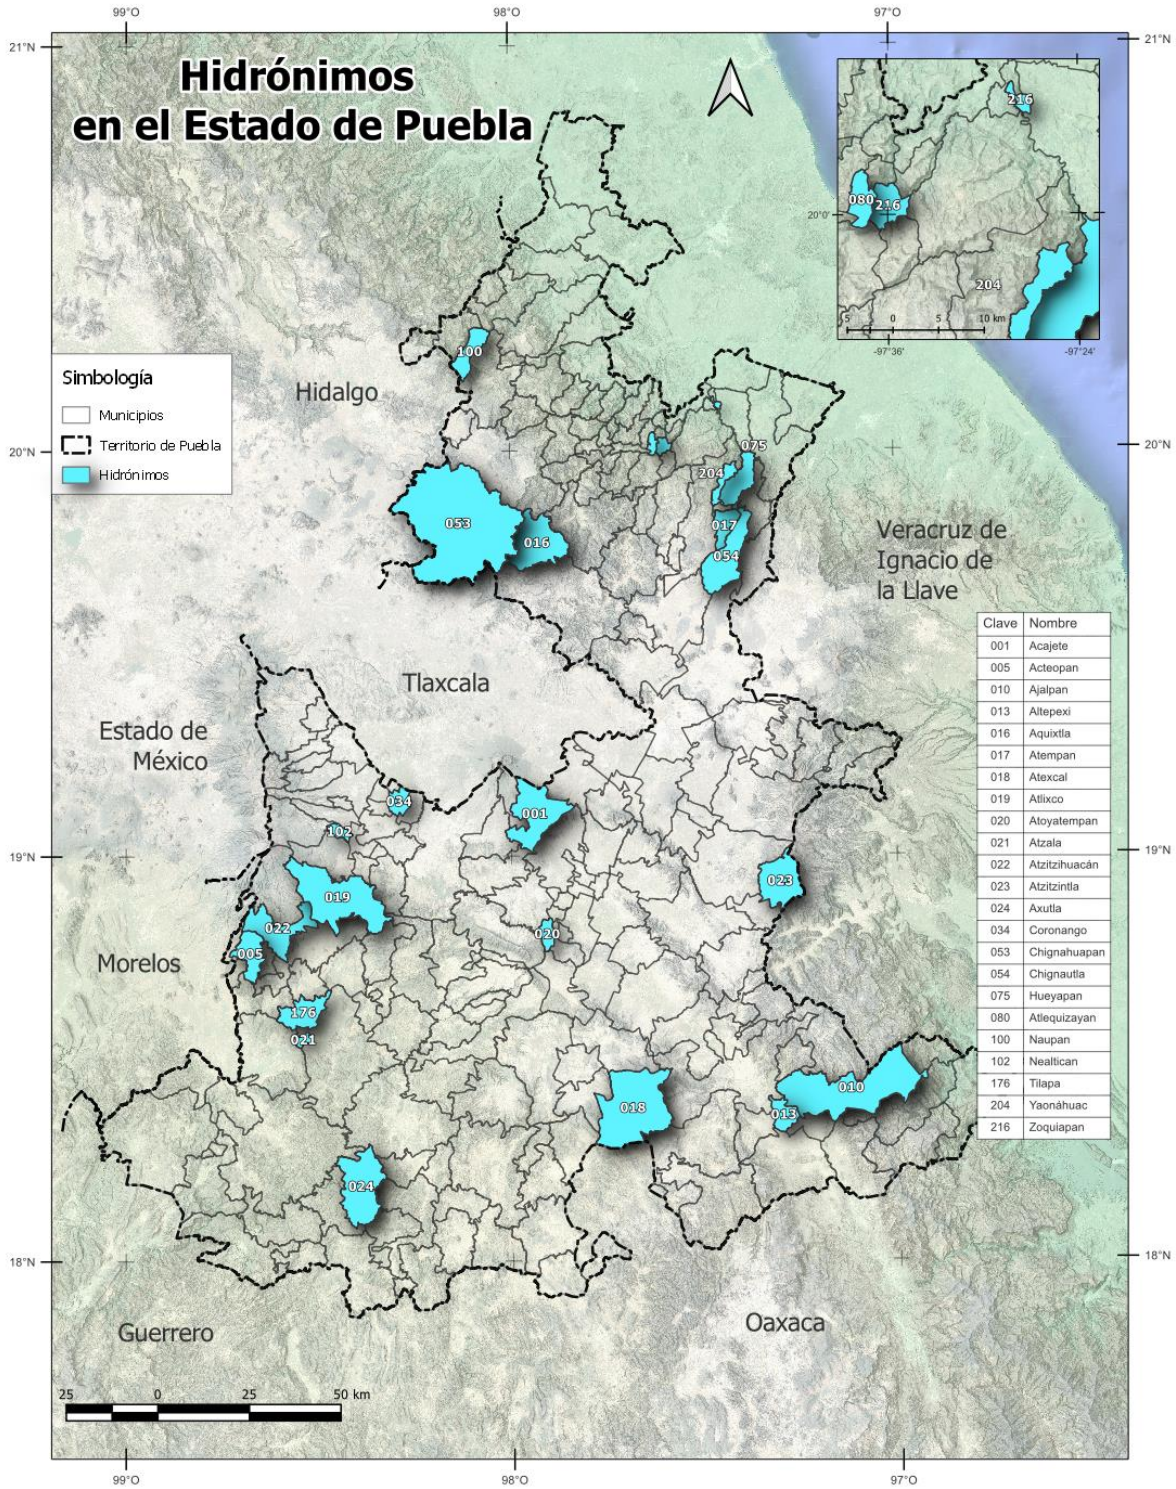 99°O
98°O
97°O
21°N
21°N
Hidrónimos
en el Estado de Puebla
216
080
216
20°0'
204
5
0
5
10 km
-97°36'
-97°24'
100
Simbología
Municipios
Territorio de Puebla
Hidrónimos
Hidalgo
20°N
20°N
075
204
053
017
016
054
Veracruz de
Ignacio de
la Llave
Tlaxcala
Estado de
México
Clave Nombre
001 Acajete
005 Acteopan
010 Ajalpan
013 Altepexi
016 Aquixtla
017 Atempan
018 Atexcal
019 Atlixco
020 Atoyatempan
021 Atzala
022 Atzitzihuacán
023 Atzitzintla
024 Axutla
034 Coronango
053 Chignahuapan
054 Chignautla
075 Hueyapan
080 Atlequizayan
100 Naupan
102 Nealtican
176 Tilapa
204 Yaonáhuac
216 Zoquiapan
034
001
102
19°N
19°N
023
019
022
020
005
Morelos
176
021
010
018
013
024
18°N
18°N
Guerrero
Oaxaca
25
0
25
50 km
99°O
98°O
97°O